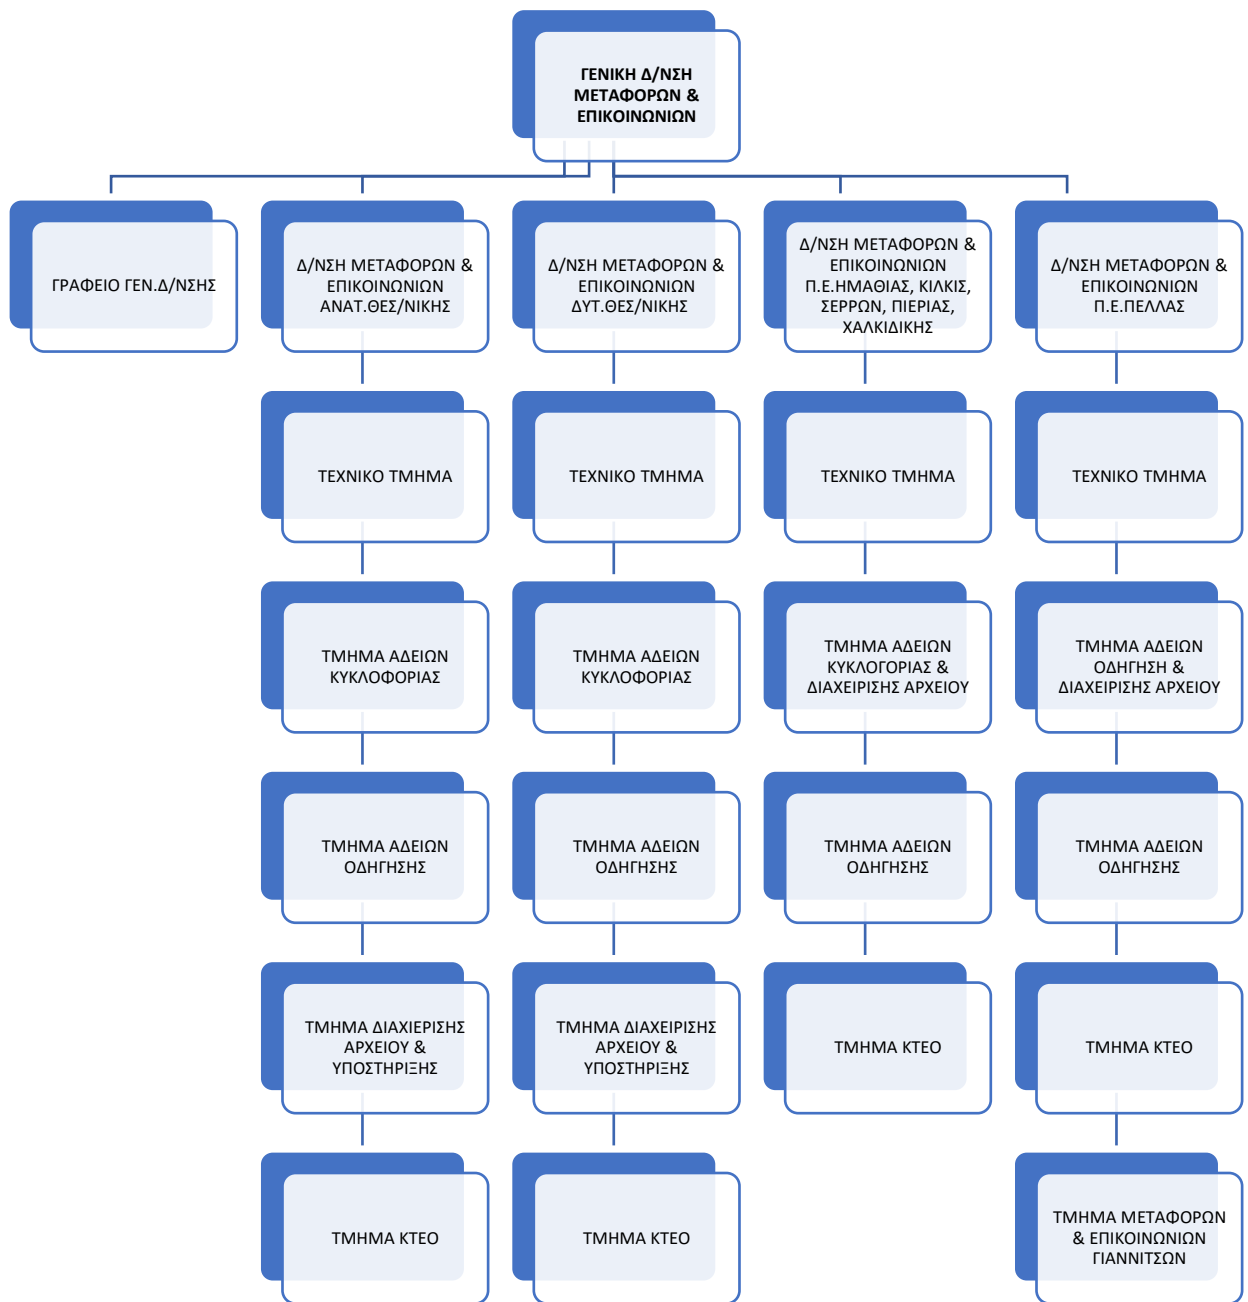 ΓΕΝΙΚΗ Δ/ΝΣΗ
ΜΕΤΑΦΟΡΩΝ &
ΕΠΙΚΟΙΝΩΝΙΩΝ
ΓΡΑΦΕΙΟ ΓΕΝ.Δ/ΝΣΗΣ
Δ/ΝΣΗ ΜΕΤΑΦΟΡΩΝ &
ΕΠΙΚΟΙΝΩΝΙΩΝ
ΑΝΑΤ.ΘΕΣ/ΝΙΚΗΣ
Δ/ΝΣΗ ΜΕΤΑΦΟΡΩΝ &
ΕΠΙΚΟΙΝΩΝΙΩΝ
ΔΥΤ.ΘΕΣ/ΝΙΚΗΣ
Δ/ΝΣΗ ΜΕΤΑΦΟΡΩΝ &
ΕΠΙΚΟΙΝΩΝΙΩΝ
Π.Ε.ΗΜΑΘΙΑΣ, ΚΙΛΚΙΣ,
ΣΕΡΡΩΝ, ΠΙΕΡΙΑΣ,
ΧΑΛΚΙΔΙΚΗΣ
Δ/ΝΣΗ ΜΕΤΑΦΟΡΩΝ &
ΕΠΙΚΟΙΝΩΝΙΩΝ
Π.Ε.ΠΕΛΛΑΣ
ΤΕΧΝΙΚΟ ΤΜΗΜΑ
ΤΕΧΝΙΚΟ ΤΜΗΜΑ
ΤΕΧΝΙΚΟ ΤΜΗΜΑ
ΤΕΧΝΙΚΟ ΤΜΗΜΑ
ΤΜΗΜΑ ΑΔΕΙΩΝ
ΚΥΚΛΟΦΟΡΙΑΣ
ΤΜΗΜΑ ΑΔΕΙΩΝ
ΚΥΚΛΟΦΟΡΙΑΣ
ΤΜΗΜΑ ΑΔΕΙΩΝ
ΚΥΚΛΟΓΟΡΙΑΣ &
ΔΙΑΧΕΙΡΙΣΗΣ ΑΡΧΕΙΟΥ
ΤΜΗΜΑ ΑΔΕΙΩΝ
ΟΔΗΓΗΣΗ &
ΔΙΑΧΕΙΡΙΣΗΣ ΑΡΧΕΙΟΥ
ΤΜΗΜΑ ΑΔΕΙΩΝ
ΟΔΗΓΗΣΗΣ
ΤΜΗΜΑ ΑΔΕΙΩΝ
ΟΔΗΓΗΣΗΣ
ΤΜΗΜΑ ΑΔΕΙΩΝ
ΟΔΗΓΗΣΗΣ
ΤΜΗΜΑ ΑΔΕΙΩΝ
ΟΔΗΓΗΣΗΣ
ΤΜΗΜΑ ΔΙΑΧΙΕΡΙΣΗΣ
ΑΡΧΕΙΟΥ &
ΥΠΟΣΤΗΡΙΞΗΣ
ΤΜΗΜΑ ΔΙΑΧΕΙΡΙΣΗΣ
ΑΡΧΕΙΟΥ &
ΥΠΟΣΤΗΡΙΞΗΣ
ΤΜΗΜΑ ΚΤΕΟ
ΤΜΗΜΑ ΚΤΕΟ
ΤΜΗΜΑ ΚΤΕΟ
ΤΜΗΜΑ ΚΤΕΟ
ΤΜΗΜΑ ΜΕΤΑΦΟΡΩΝ
& ΕΠΙΚΟΙΝΩΝΙΩΝ
ΓΙΑΝΝΙΤΣΩΝ